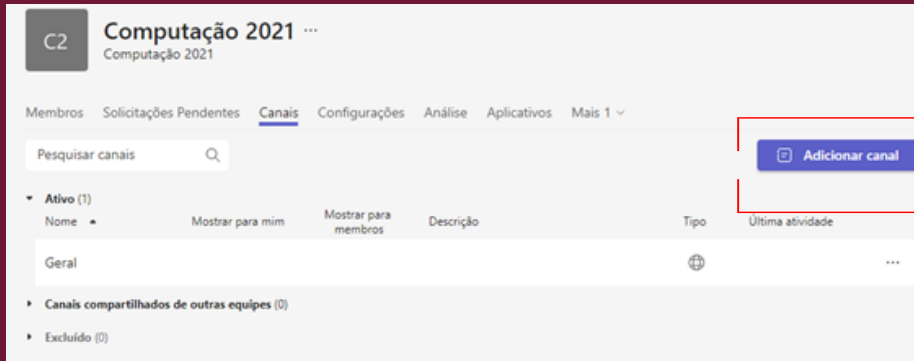 C2
Computação 2021 ...
Computação 2021
Membros Solicitações Pendentes Canais Configurações Análise Aplicativos Mais 1
Pesquisar canais
Adicionar canal
Ativo (1)
Nome Mostrar para mim Mostrar para membros Descrição Tipo Última atividade
Geral ...
Canais compartilhados de outras equipes (0)
Excluído (0)